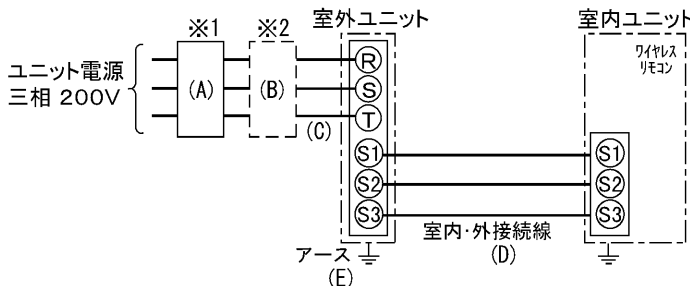 ※1
※2
室外ユニット
室内ユニット
ユニット電源
三相 200V
(A)
(B)
(C)
R
S
T
S1
S2
S3
ワイヤレス
リモコン
S1
S2
S3
室内・外接続線
(D)
アース
(E)